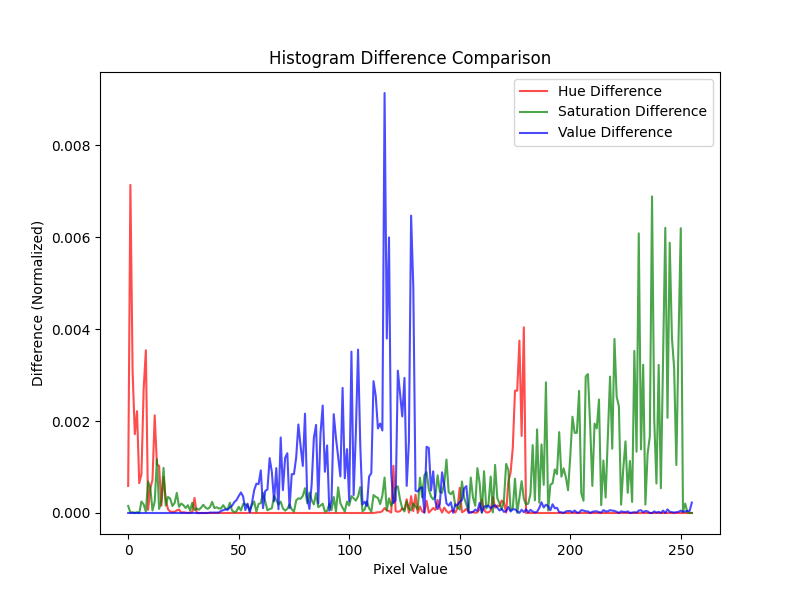 Histogram Difference Comparison
Hue Difference
Saturation Difference
Value Difference
Difference (Normalized)
0.008
0.006
0.004
0.002
0.000
0 50 100 150 200 250
Pixel Value